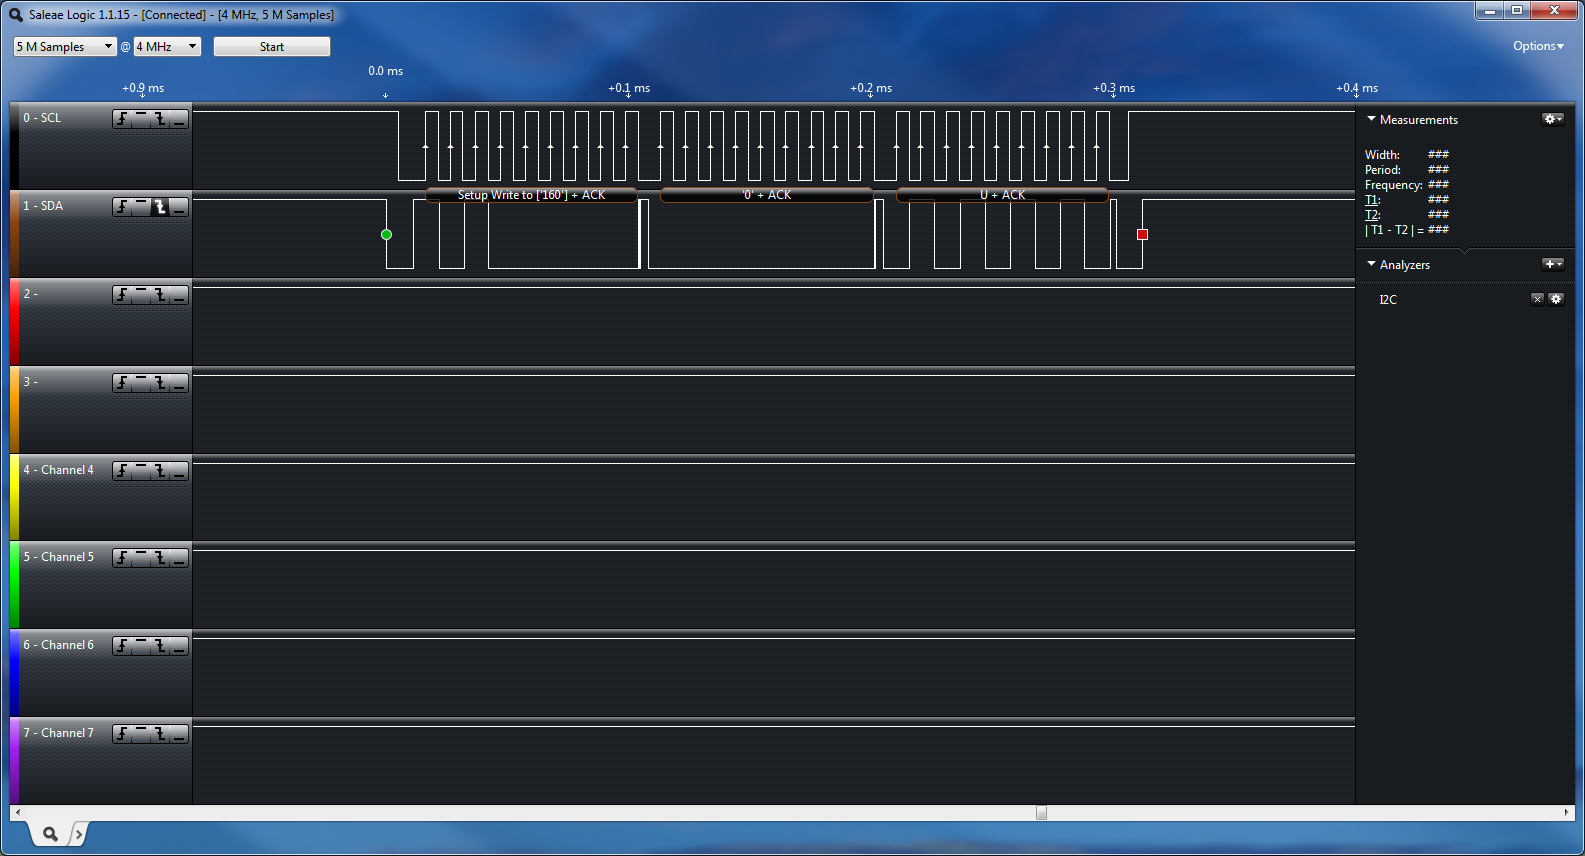 Saleae Logic 1.1.15 - [Connected] - [4 MHz, 5 M Samples]
5 M Samples @ 4 MHz Start Options
0.0 ms
+0.9 ms +0.1 ms +0.2 ms +0.3 ms +0.4 ms
0 - SCL
Setup Write to ['160'] + ACK '0' + ACK U + ACK
1 - SDA
2 -
3 -
4 - Channel 4
5 - Channel 5
6 - Channel 6
7 - Channel 7
Measurements
Width: ###
Period: ###
Frequency: ###
T1: ###
T2: ###
| T1 - T2 | = ###
Analyzers
I2C